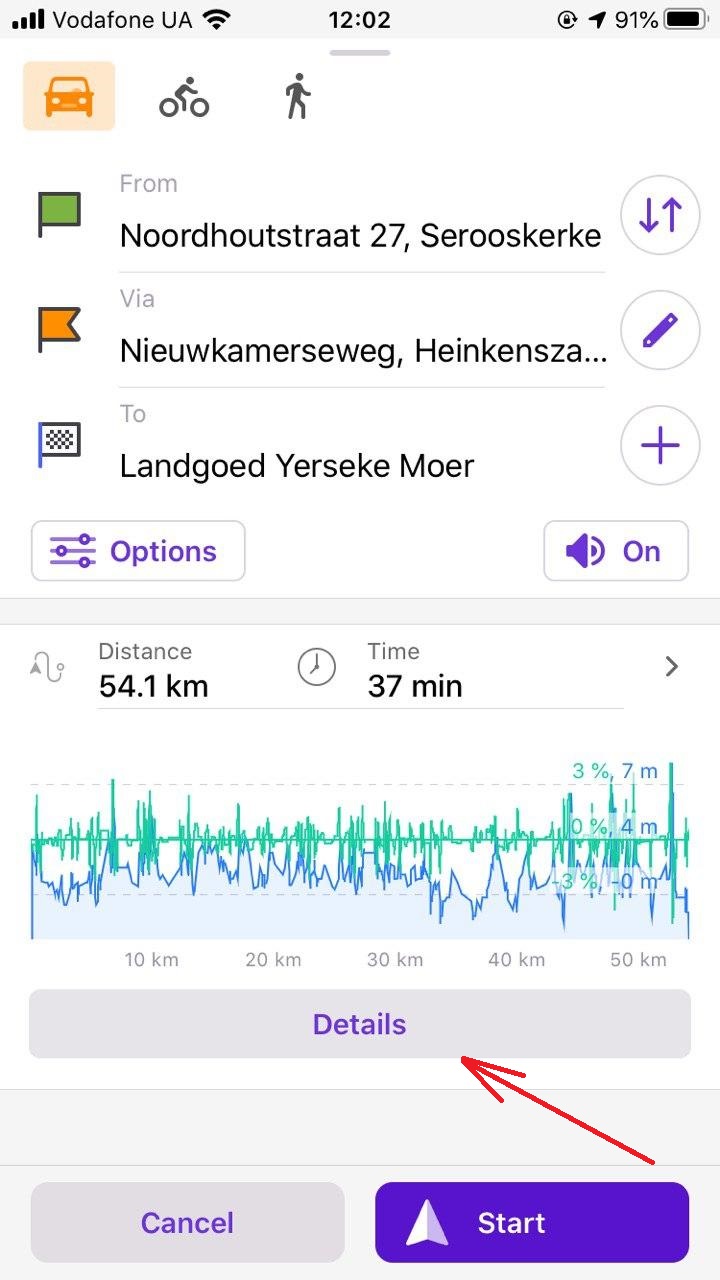 Vodafone UA 12:02 91%
From
Noordhoutstraat 27, Serooskerke
Via
Nieuwkamerseweg, Heinkensza...
To
Landgoed Yerseke Moer
Options On
Distance Time
54.1 km 37 min
3 %, 7 m
0 %, 4 m
-3 %, -0 m
10 km 20 km 30 km 40 km 50 km
Details
Cancel Start